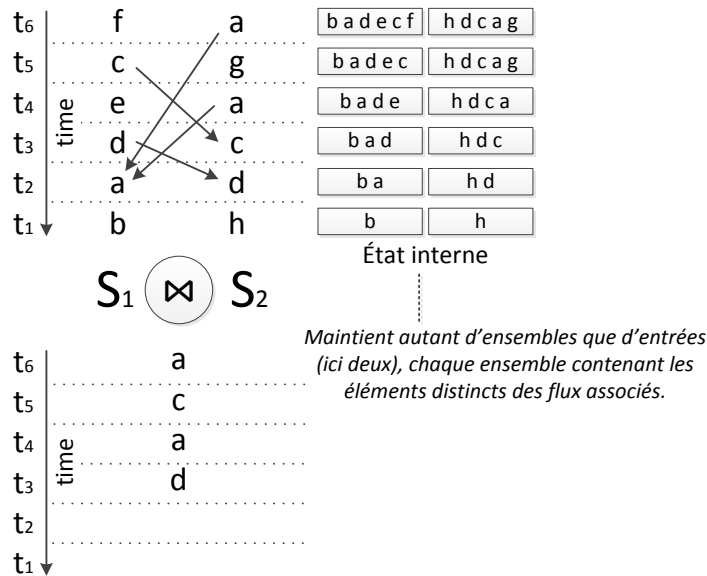 t6 f a b a d e c f h d c a g
t5 c g b a d e c h d c a g
t4 e a b a d e h d c a
t3 d c b a d h d c
t2 a d b a h d
t1 b h b h
time
État interne
S1 ⋈ S2
Maintient autant d'ensembles que d'entrées
(ici deux), chaque ensemble contenant les
éléments distincts des flux associés.
t6 a
t5 c
t4 a
t3 d
t2
t1
time